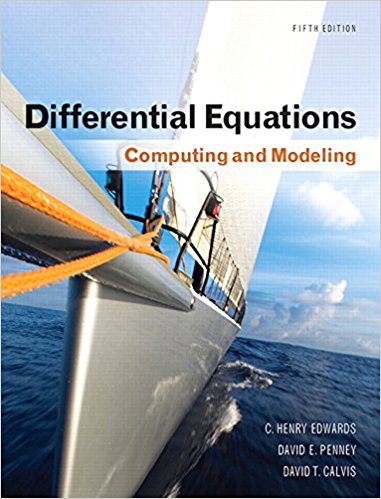 FIFTH EDITION
Differential Equations
Computing and Modeling
C. HENRY EDWARDS
DAVID E. PENNEY
DAVID T. CALVIS